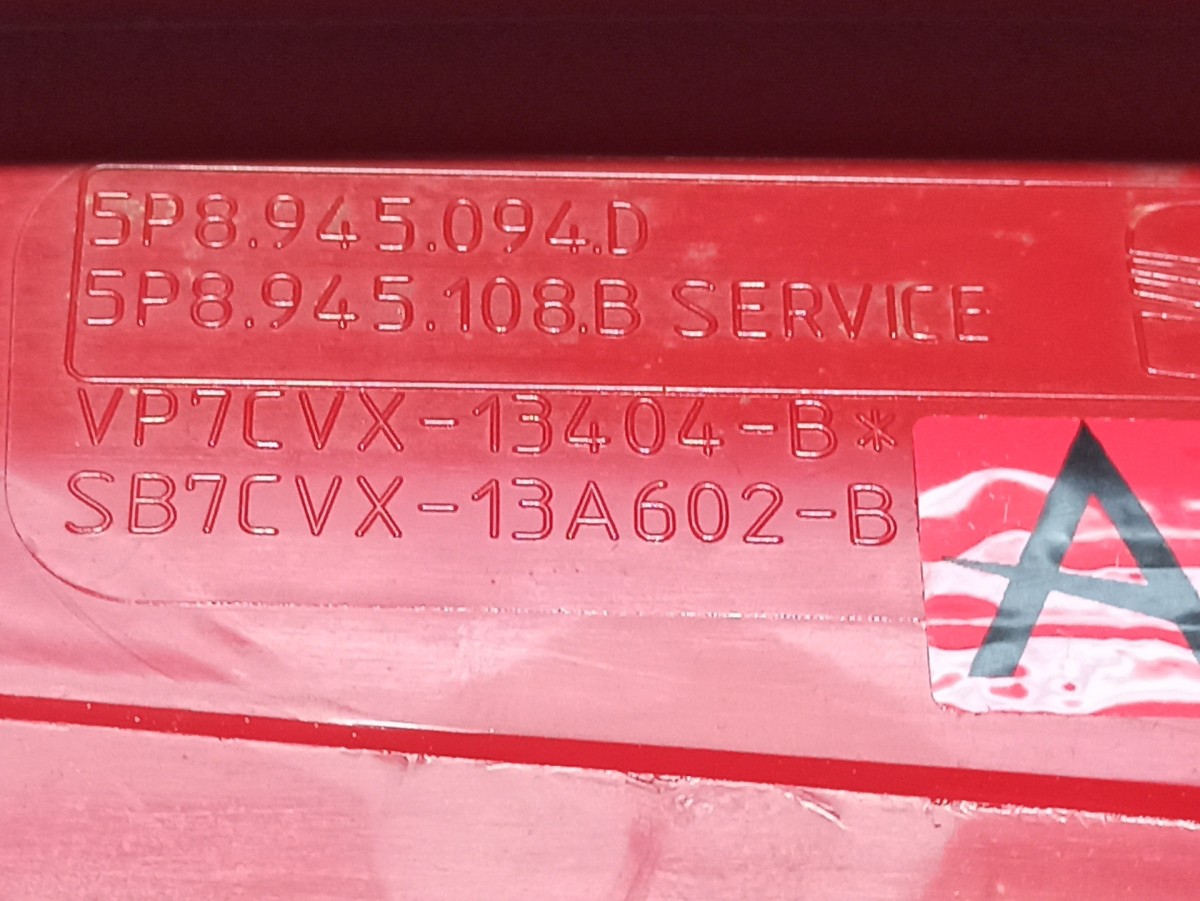 5P8.945.094.D
5P8.945.108.B SERVICE
VP7CVX-13404-B*
SB7CVX-13A602-B
A